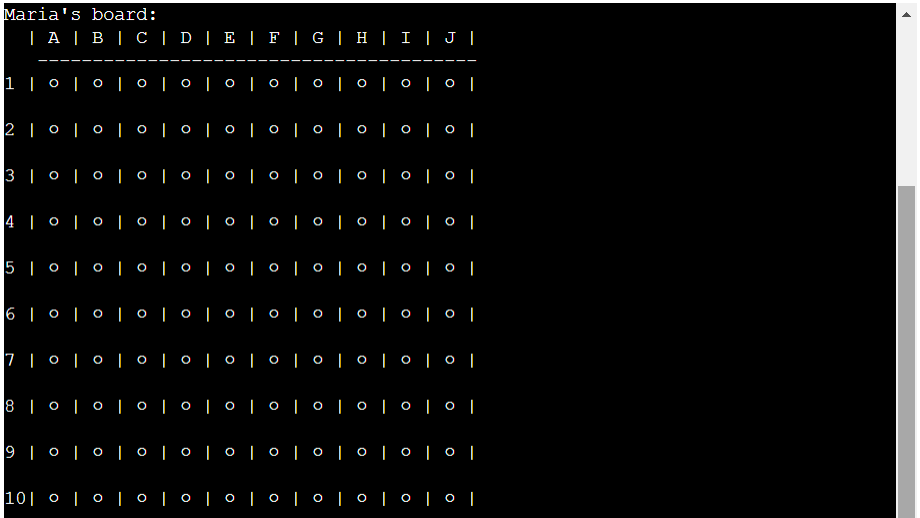 Maria's board:
  | A | B | C | D | E | F | G | H | I | J |
   ----------------------------------------
1 | o | o | o | o | o | o | o | o | o | o |
2 | o | o | o | o | o | o | o | o | o | o |
3 | o | o | o | o | o | o | o | o | o | o |
4 | o | o | o | o | o | o | o | o | o | o |
5 | o | o | o | o | o | o | o | o | o | o |
6 | o | o | o | o | o | o | o | o | o | o |
7 | o | o | o | o | o | o | o | o | o | o |
8 | o | o | o | o | o | o | o | o | o | o |
9 | o | o | o | o | o | o | o | o | o | o |
10| o | o | o | o | o | o | o | o | o | o |